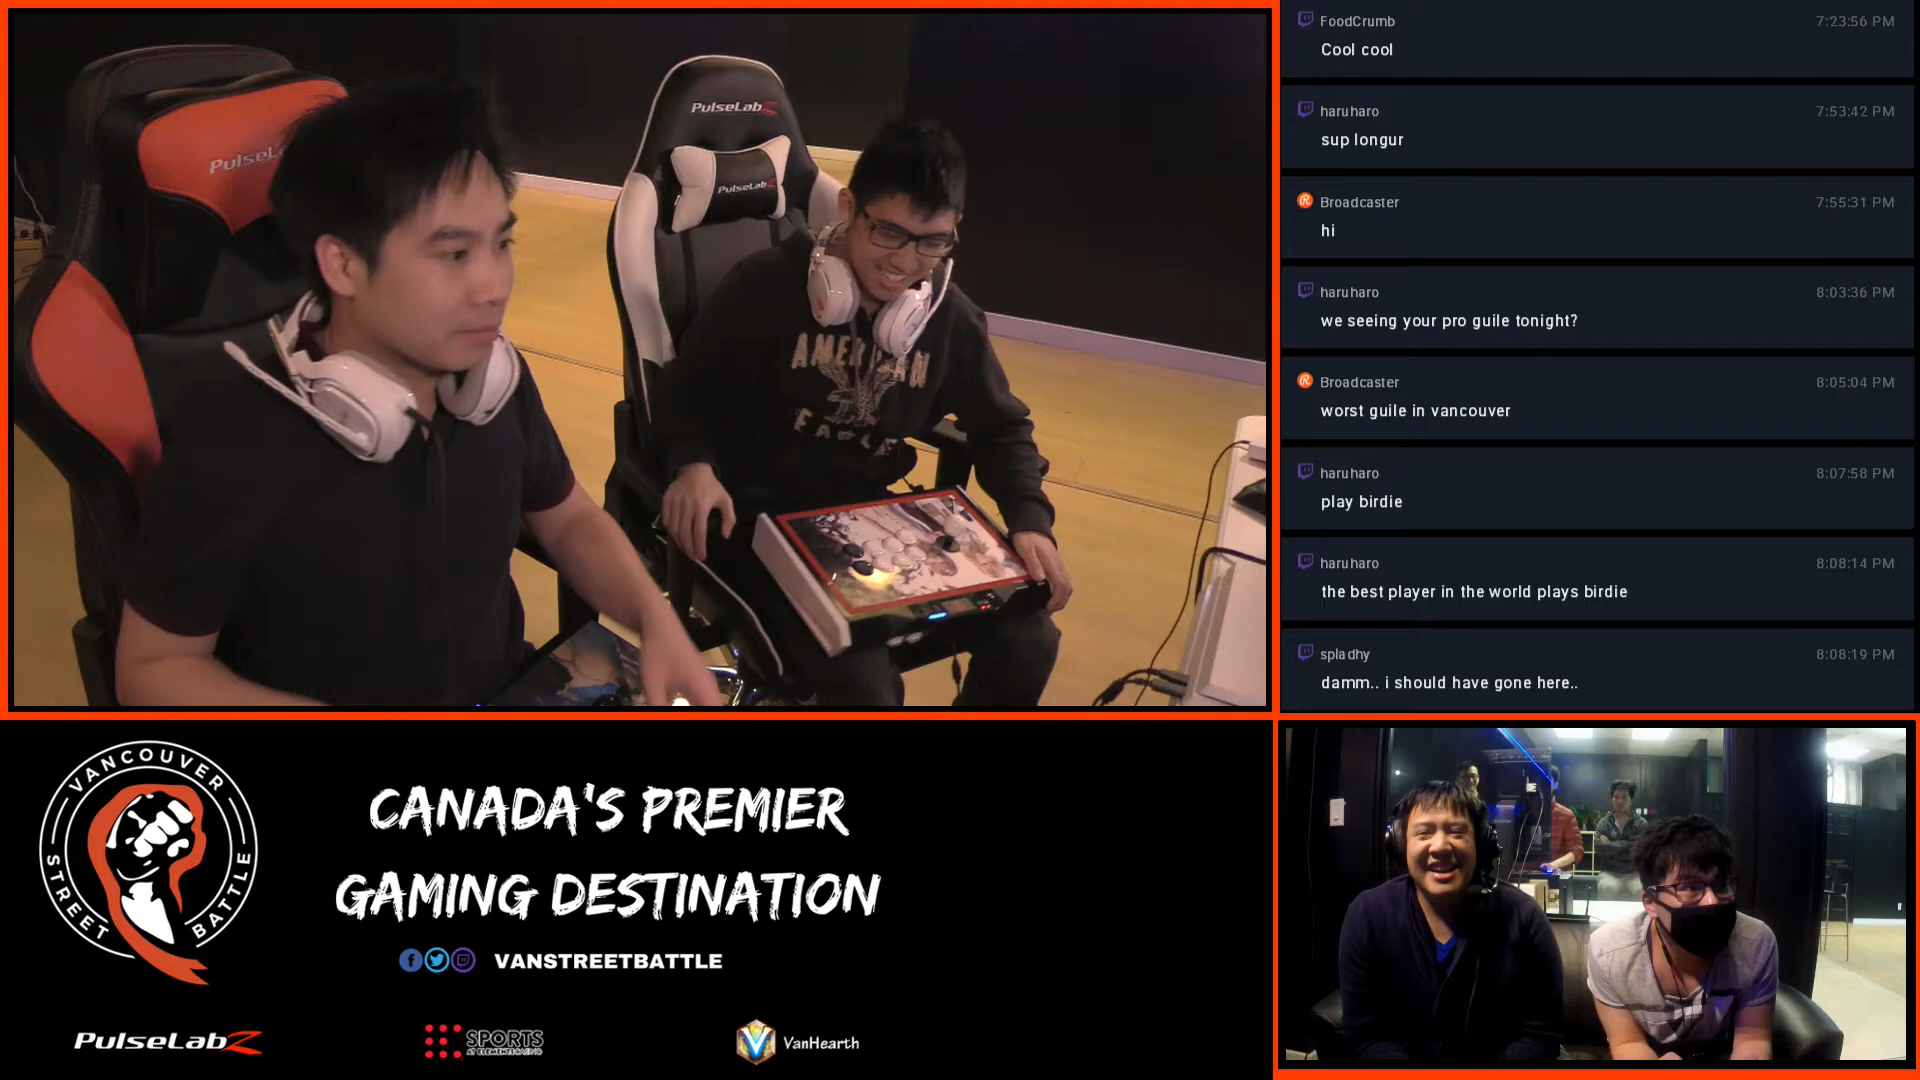 PulseLab
PulseLabZ
PulseLabZ
AMERICAN
EAGLE
FoodCrumb 7:23:56 PM
Cool cool
haruharo 7:53:42 PM
sup longur
Broadcaster 7:55:31 PM
hi
haruharo 8:03:36 PM
we seeing your pro guile tonight?
Broadcaster 8:05:04 PM
worst guile in vancouver
haruharo 8:07:58 PM
play birdie
haruharo 8:08:14 PM
the best player in the world plays birdie
spladhy 8:08:19 PM
damm.. i should have gone here..
VANCOUVER
STREET BATTLE
CANADA'S PREMIER
GAMING DESTINATION
VANSTREETBATTLE
PulseLabZ
SPORTS
AT ELEMENTS CASINO
V VanHearth